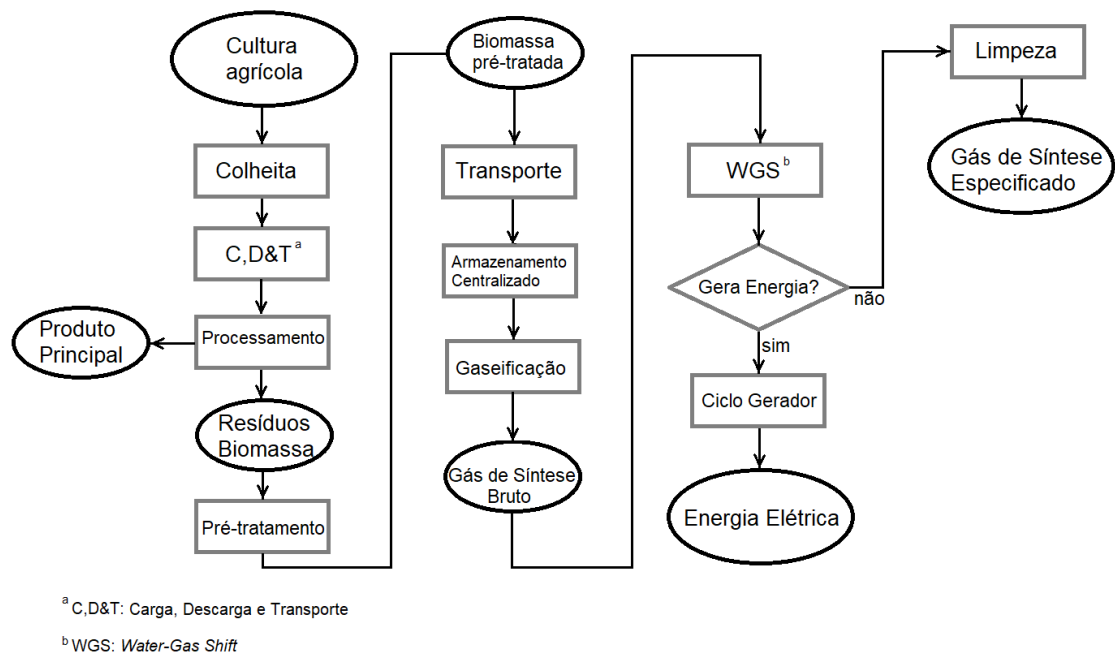 Cultura
agrícola
Colheita
C,D&T a
Processamento
Produto
Principal
Resíduos
Biomassa
Pré-tratamento
Biomassa
pré-tratada
Transporte
Armazenamento
Centralizado
Gaseificação
Gás de Síntese
Bruto
WGS b
Gera Energia?
não
sim
Ciclo Gerador
Energia Elétrica
Limpeza
Gás de Síntese
Especificado
a C,D&T: Carga, Descarga e Transporte
b WGS: Water-Gas Shift